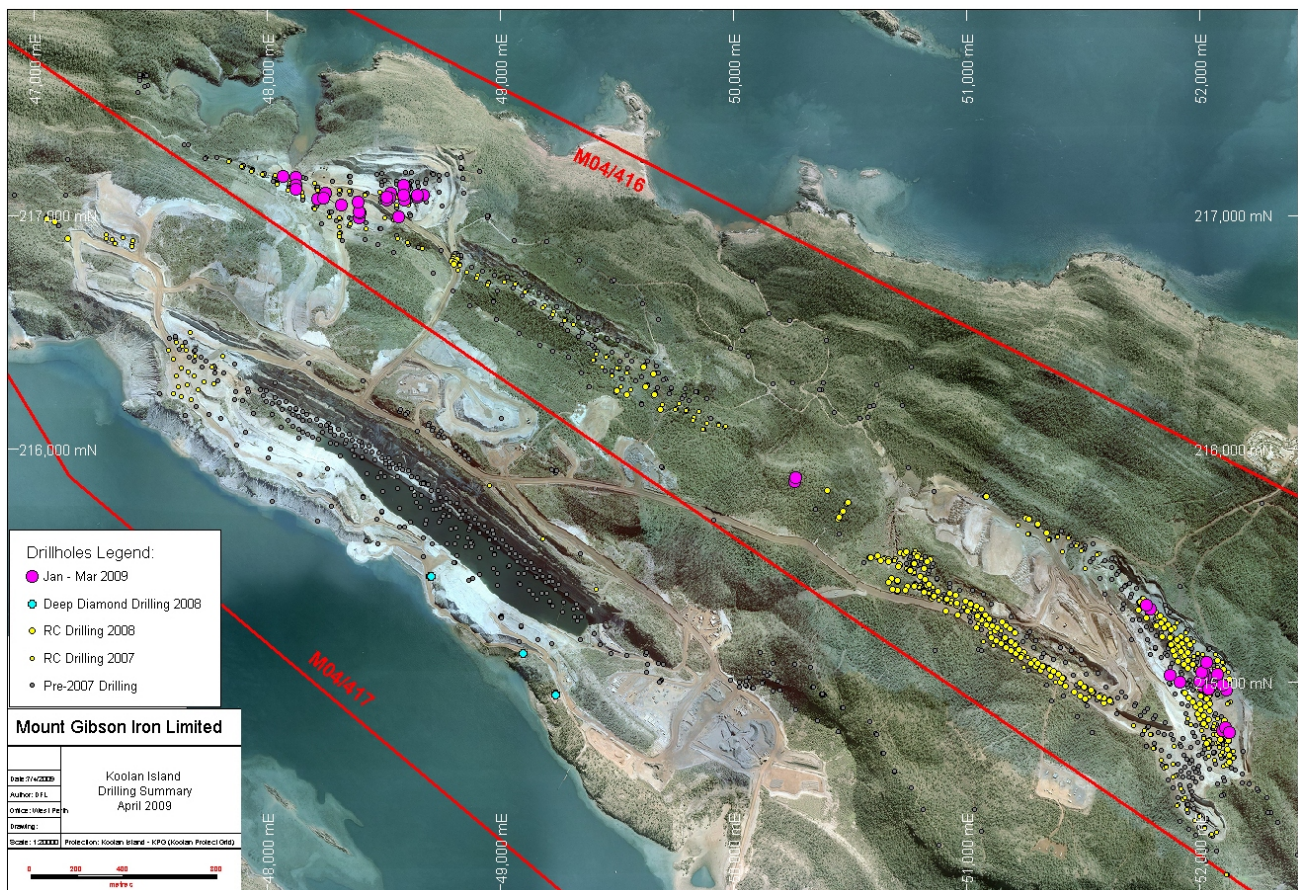 47,000 mE
48,000 mE
49,000 mE
50,000 mE
51,000 mE
52,000 mE
M04/416
217,000 mN
217,000 mN
216,000 mN
216,000 mN
215,000 mN
M04/417
Drillholes Legend:
Jan - Mar 2009
Deep Diamond Drilling 2008
RC Drilling 2008
RC Drilling 2007
Pre-2007 Drilling
Mount Gibson Iron Limited
Date:7/4/2009
Author: DFL
Office: West Perth
Drawing:
Scale: 1:20000
Koolan Island
Drilling Summary
April 2009
Projection: Koolan Island - KPG (Koolan Project Grid)
0 200 400 800
metres
48,000 mE
49,000 mE
50,000 mE
51,000 mE
52,000 mE